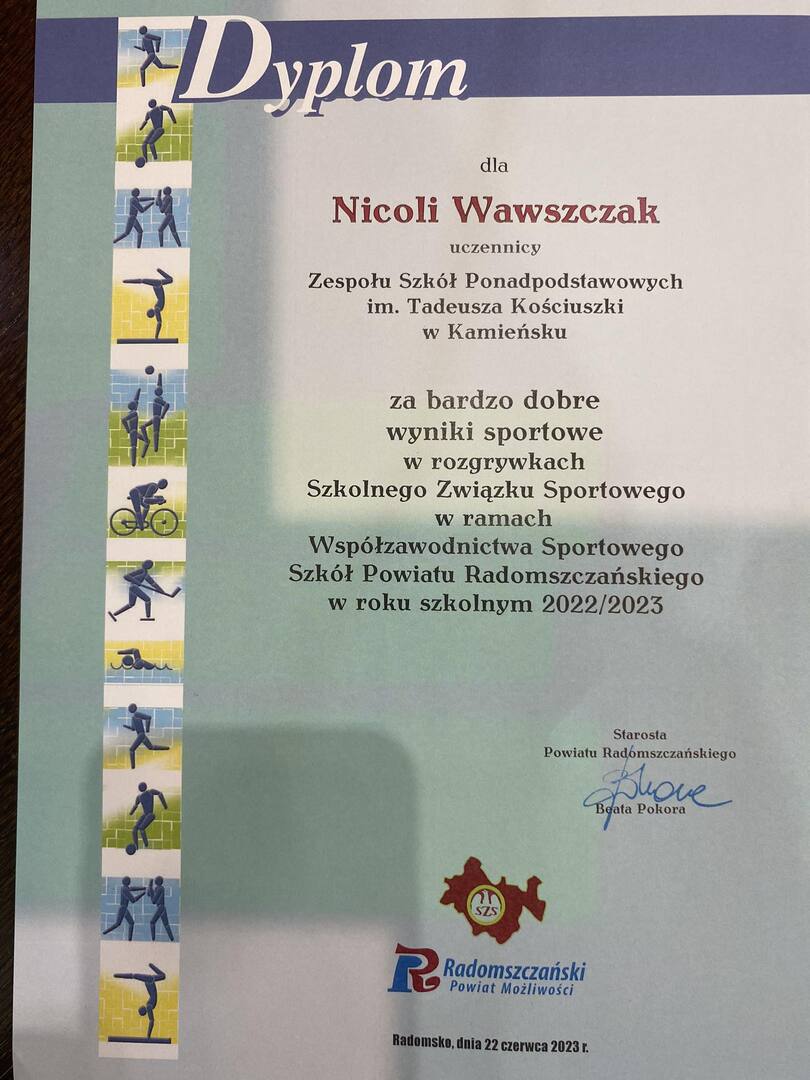 Dyplom
dla
Nicoli Wawszczak
uczennicy
Zespołu Szkół Ponadpodstawowych
im. Tadeusza Kościuszki
w Kamieńsku
za bardzo dobre
wyniki sportowe
w rozgrywkach
Szkolnego Związku Sportowego
w ramach
Współzawodnictwa Sportowego
Szkół Powiatu Radomszczańskiego
w roku szkolnym 2022/2023
Starosta
Powiatu Radomszczańskiego
Beata Pokora
SZS
Radomszczański
Powiat Możliwości
Radomsko, dnia 22 czerwca 2023 r.